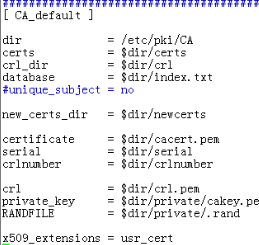 ####################################
[ CA_default ]
dir = /etc/pki/CA
certs = $dir/certs
crl_dir = $dir/crl
database = $dir/index.txt
#unique_subject = no
new_certs_dir = $dir/newcerts
certificate = $dir/cacert.pem
serial = $dir/serial
crlnumber = $dir/crlnumber
crl = $dir/crl.pem
private_key = $dir/private/cakey.pe
RANDFILE = $dir/private/.rand
x509_extensions = usr_cert